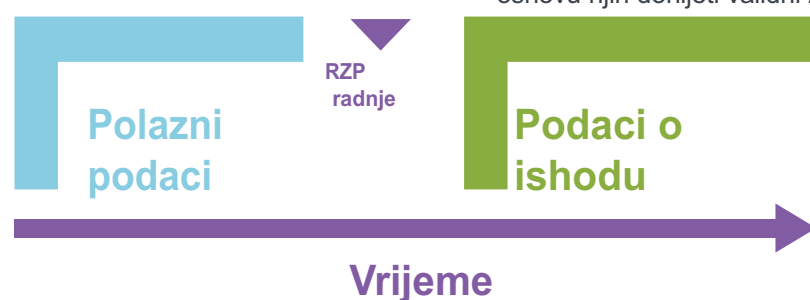 RZP
radnje
Polazni
podaci
Podaci o
ishodu
Vrijeme